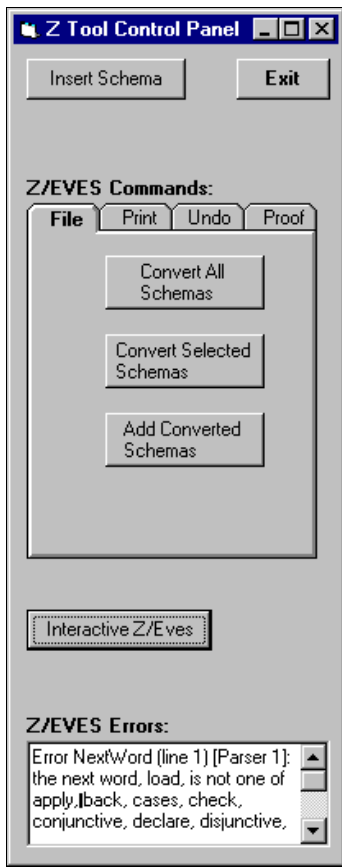 Z Tool Control Panel
Insert Schema
Exit
Z/EVES Commands:
File
Print
Undo
Proof
Convert All
Schemas
Convert Selected
Schemas
Add Converted
Schemas
Interactive Z/Eves
Z/EVES Errors:
Error NextWord (line 1) [Parser 1]:
the next word, load, is not one of
apply, back, cases, check,
conjunctive, declare, disjunctive,